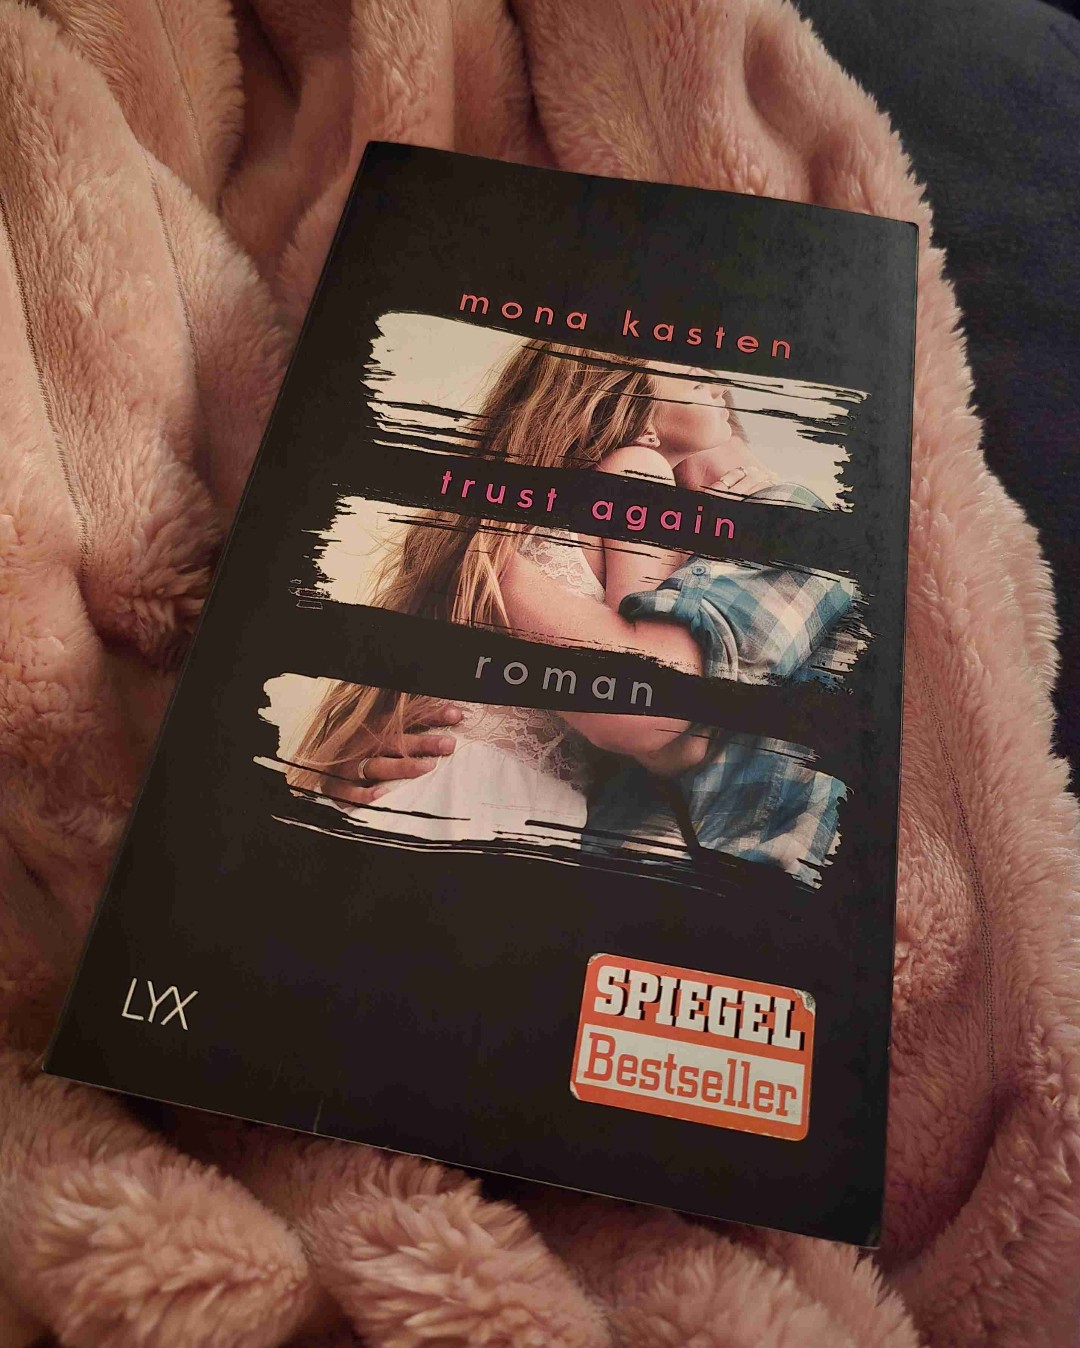 mona kasten
trust again
roman
LYX
SPIEGEL
Bestseller